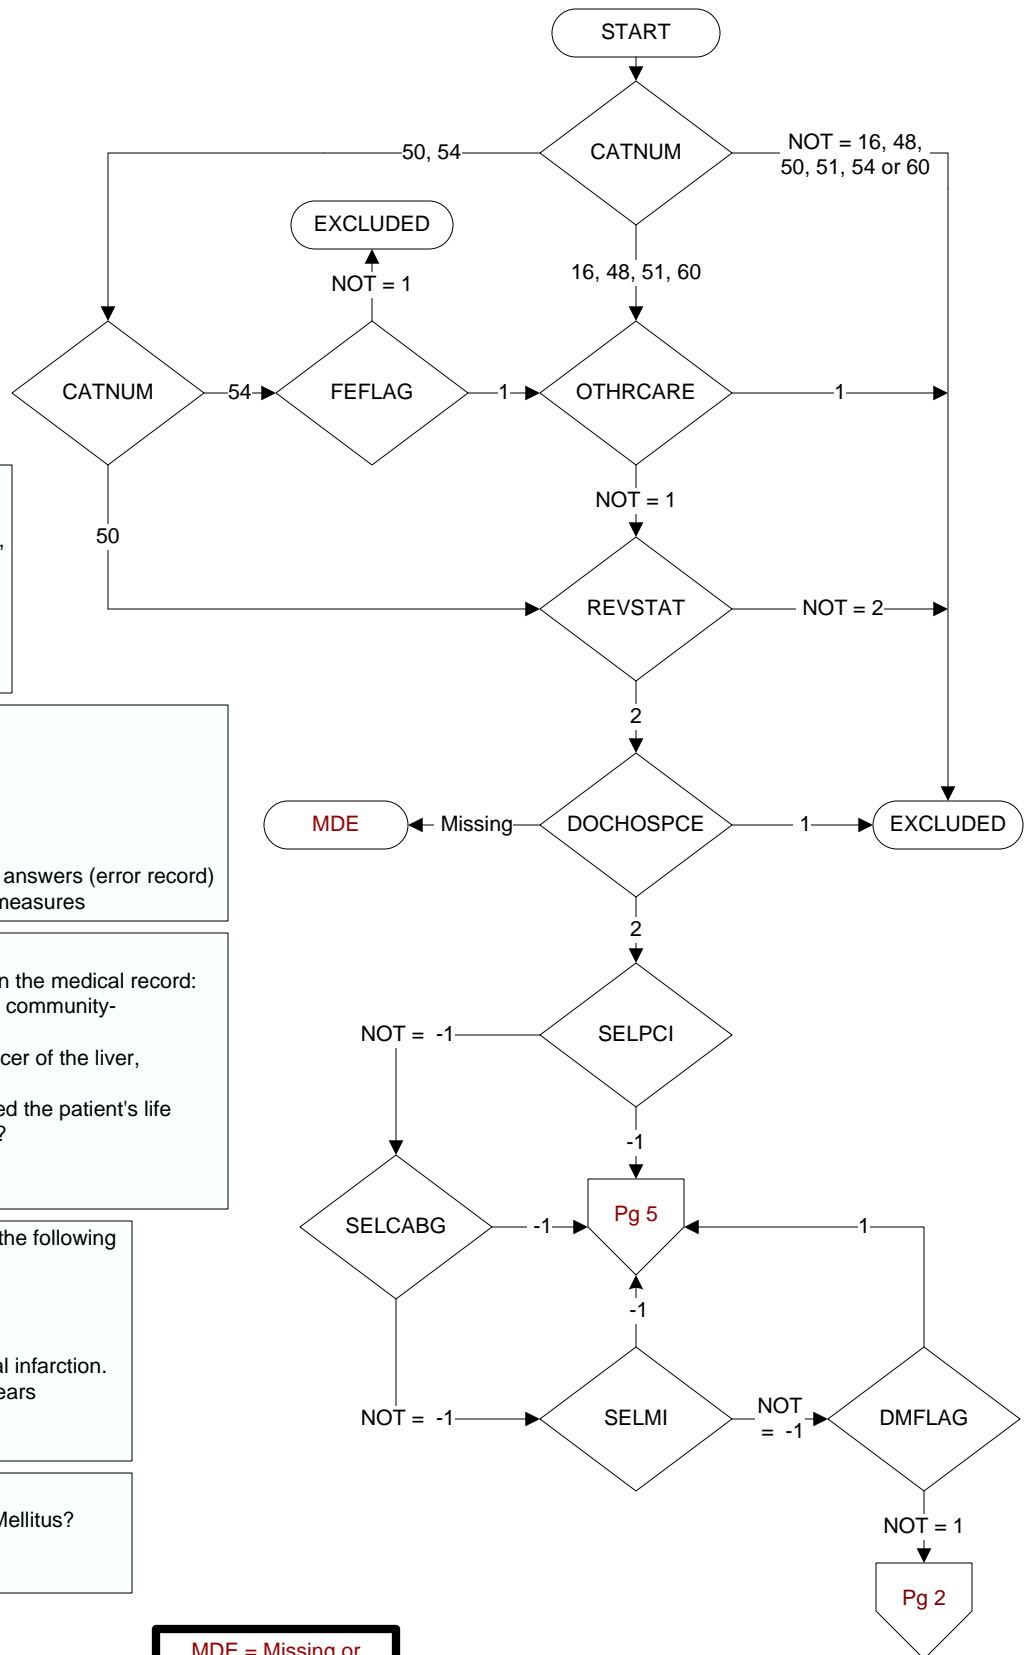 START
CATNUM
50, 54
NOT = 16, 48,
50, 51, 54 or 60
EXCLUDED
NOT = 1
16, 48, 51, 60
CATNUM
54
FEFLAG
1
OTHRCARE
1
NOT = 1
50
,
REVSTAT
NOT = 2
2
MDE
Missing
DOCHOSPCE
1
EXCLUDED
answers (error record)
measures
2
n the medical record:
community-
cer of the liver,
ed the patient's life
?
SELPCI
NOT = -1
-1
Pg 5
SELCABG
-1
1
the following
-1
al infarction.
ears
NOT = -1
SELMI
NOT
= -1
DMFLAG
Mellitus?
NOT = 1
Pg 2
MDE = Missing or